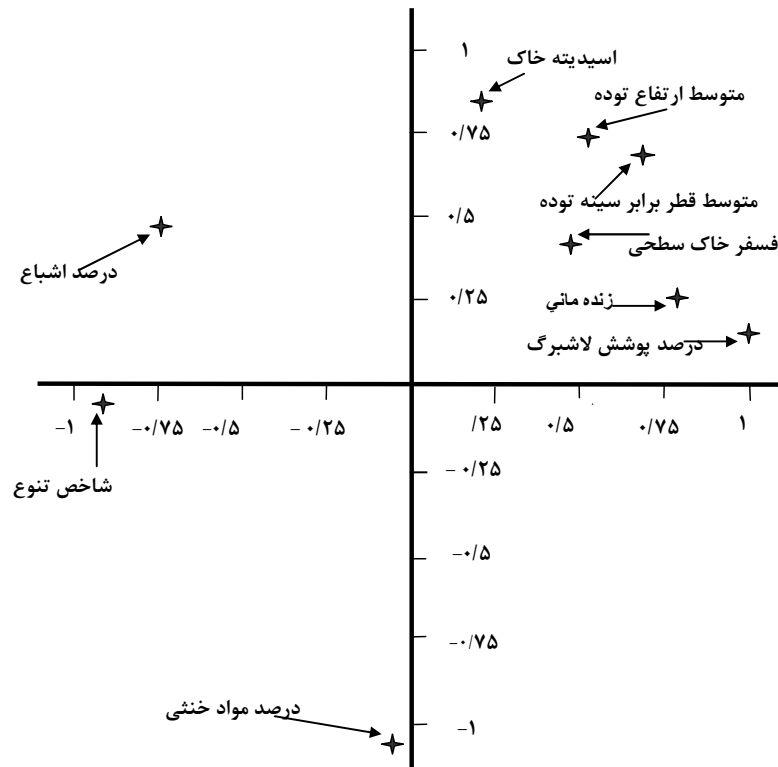 ۱
اسیدیته خاک
متوسط ارتفاع توده
۰/۷۵
متوسط قطر برابر سینه توده
۰/۵
فسفر خاک سطحی
درصد اشباع
۰/۲۵
زنده ماني
درصد پوشش لاشبرگ
–۱
–۰/۷۵
–۰/۵
– ۰/۲۵
/۲۵
۰/۵
۰/۷۵
۱
– ۰/۲۵
شاخص تنوع
–۰/۵
–۰/۷۵
درصد مواد خنثی
–۱